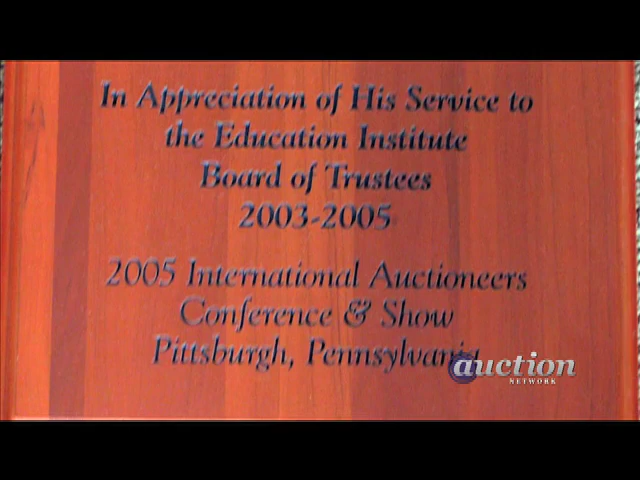 In Appreciation of His Service to
the Education Institute
Board of Trustees
2003-2005
2005 International Auctioneers
Conference & Show
Pittsburgh, Pennsylvania
auction
NETWORK